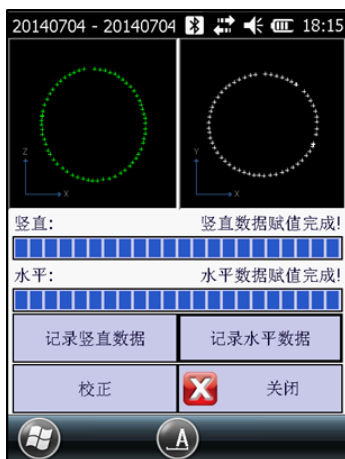 20140704 - 20140704 18:15
Z
X
Y
X
竖直: 竖直数据赋值完成!
水平: 水平数据赋值完成!
记录竖直数据 记录水平数据
校正 关闭
A